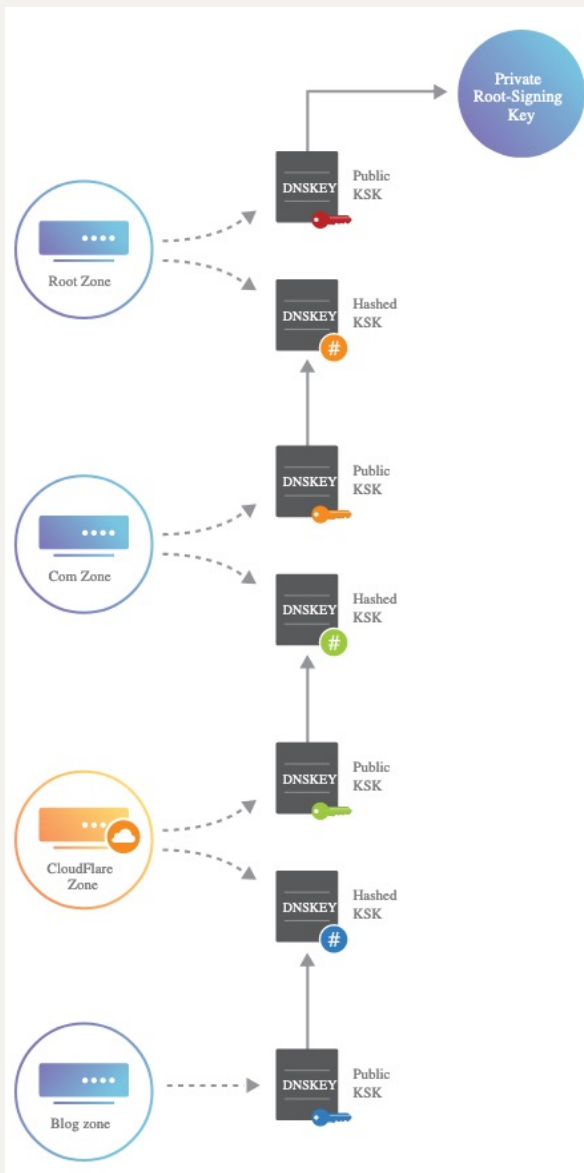 Private
Root-Signing
Key
DNSKEY
Public
KSK
Root Zone
DNSKEY
Hashed
KSK
#
DNSKEY
Public
KSK
Com Zone
DNSKEY
Hashed
KSK
#
DNSKEY
Public
KSK
CloudFlare
Zone
DNSKEY
Hashed
KSK
#
DNSKEY
Public
KSK
Blog zone